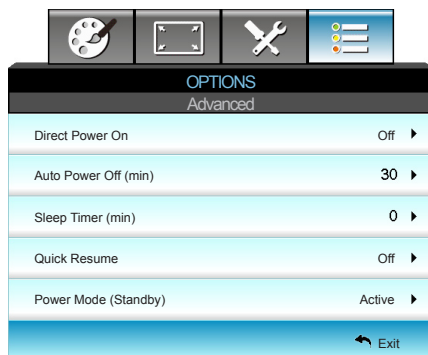 OPTIONS
Advanced
Direct Power On Off
Auto Power Off (min) 30
Sleep Timer (min) 0
Quick Resume Off
Power Mode (Standby) Active
Exit